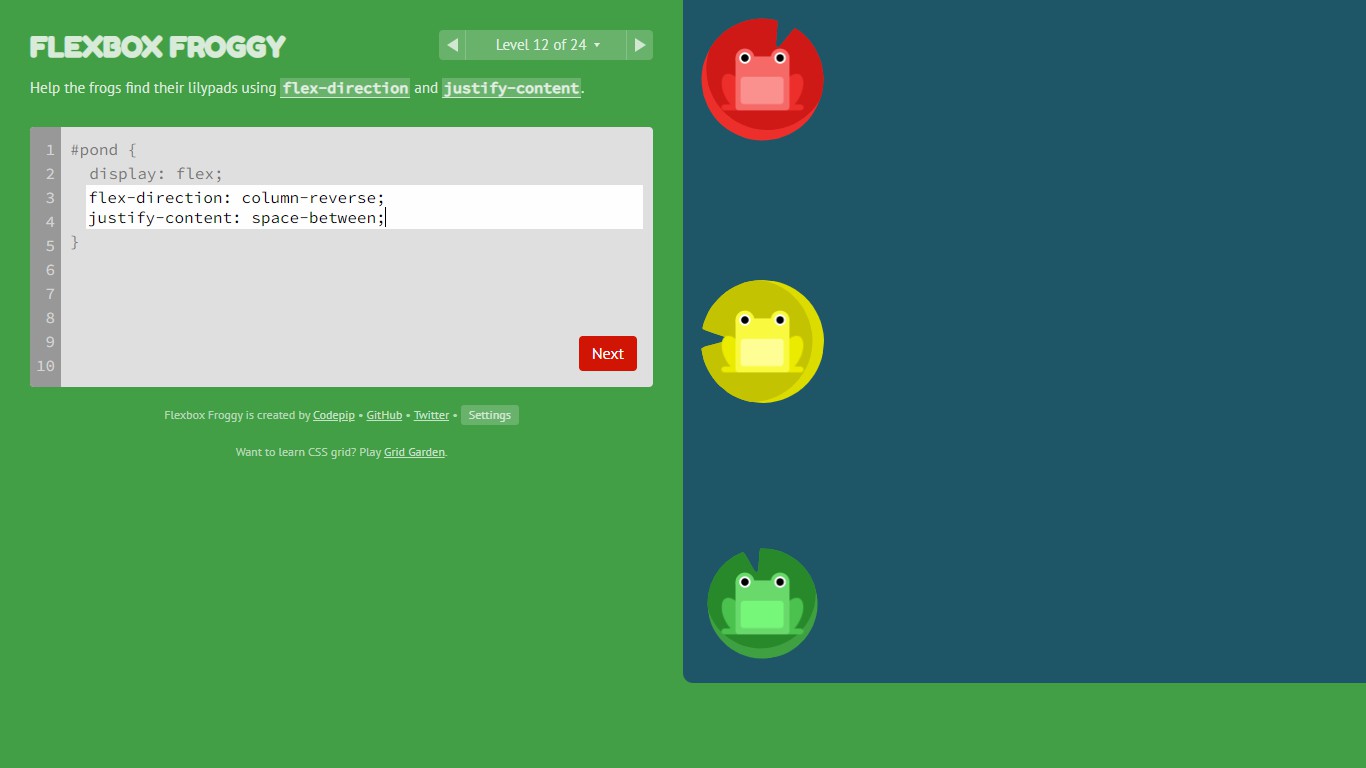 FLEXBOX FROGGY
Level 12 of 24
Help the frogs find their lilypads using flex-direction and justify-content.
1 #pond {
2 display: flex;
3 flex-direction: column-reverse;
4 justify-content: space-between;
5 }
6
7
8
9
10
Next
Flexbox Froggy is created by Codepip • GitHub • Twitter • Settings
Want to learn CSS grid? Play Grid Garden.